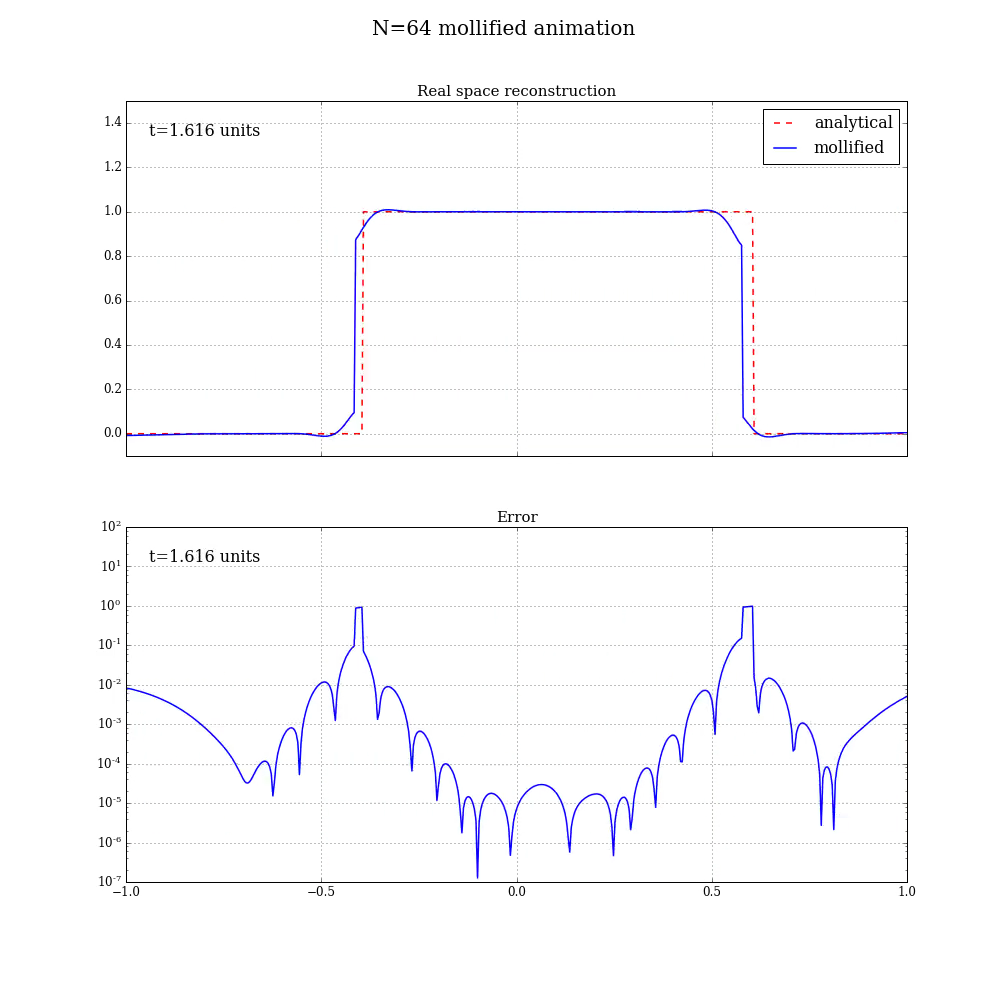 N=64 mollified animation
Real space reconstruction
t=1.616 units
analytical
mollified
1.4
1.2
1.0
0.8
0.6
0.4
0.2
0.0
Error
t=1.616 units
10²
10¹
10⁰
10⁻¹
10⁻²
10⁻³
10⁻⁴
10⁻⁵
10⁻⁶
10⁻⁷
−1.0 −0.5 0.0 0.5 1.0